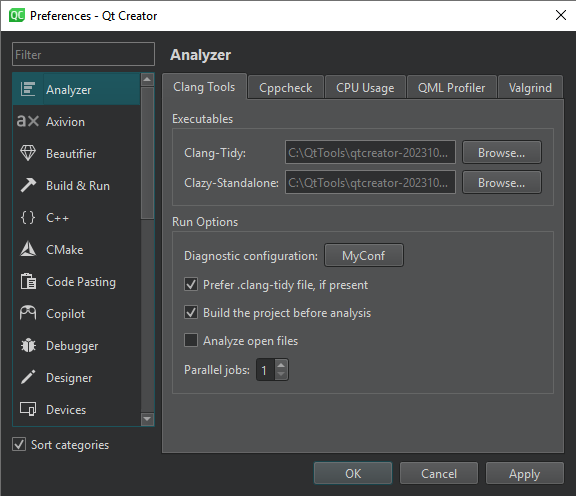 QC Preferences - Qt Creator
Filter
Analyzer
Axivion
Beautifier
Build & Run
C++
CMake
Code Pasting
Copilot
Debugger
Designer
Devices
Sort categories
Analyzer
Clang Tools Cppcheck CPU Usage QML Profiler Valgrind
Executables
Clang-Tidy: C:\QtTools\qtcreator-202310... Browse...
Clazy-Standalone: C:\QtTools\qtcreator-202310... Browse...
Run Options
Diagnostic configuration: MyConf
Prefer .clang-tidy file, if present
Build the project before analysis
Analyze open files
Parallel jobs: 1
OK Cancel Apply